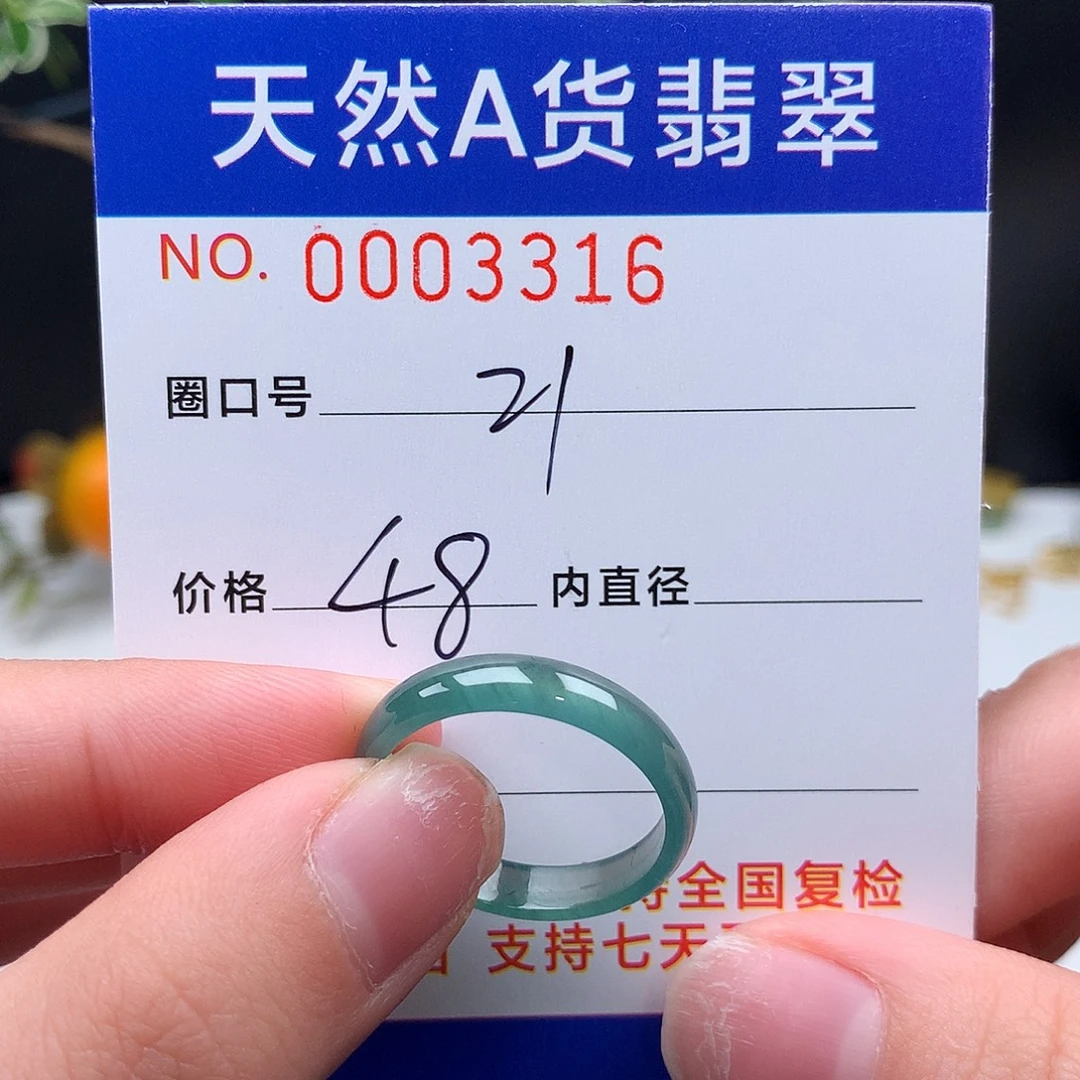 天然A货翡翠
NO. 0003316
圈口号 21
价格 48 内直径
全国复检
支持七天